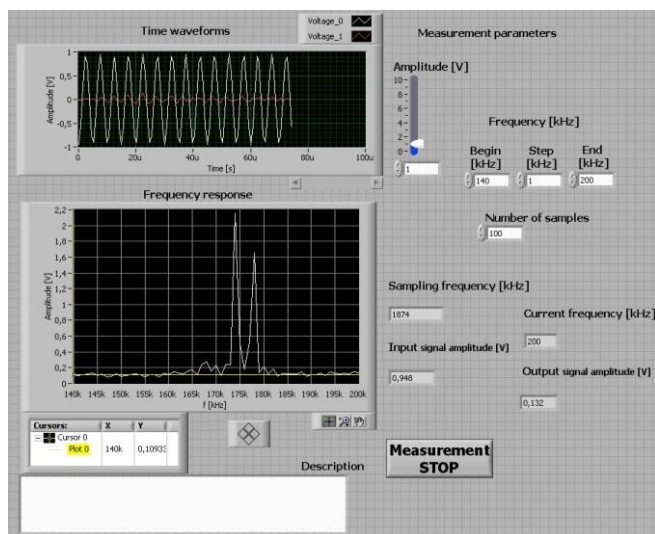 Time waveforms
Voltage_0
Voltage_1
Amplitude [V]
1-
0,5-
0-
-0,5-
-1-
0
20u
40u
60u
80u
100u
Time [s]
Frequency response
Amplitude [V]
2,2-
1,8-
1,6-
1,4-
1,2-
1-
0,8-
0,6-
0,4-
0,2-
0-
140k 145k 150k 155k 160k 165k 170k 175k 180k 185k 190k 195k 200k
f [kHz]
Cursors: X Y
Cursor 0
Plot 0 140k 0,10933
Description
Measurement parameters
Amplitude [V]
10-
8-
6-
4-
2-
0-
1
Frequency [kHz]
Begin [kHz]
Step [kHz]
End [kHz]
140
1
200
Number of samples
100
Sampling frequency [kHz]
1874
Current frequency [kHz]
200
Input signal amplitude [V]
0,948
Output signal amplitude [V]
0,132
Measurement
STOP